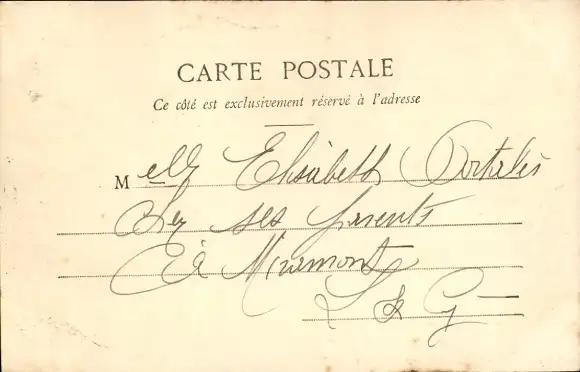 CARTE POSTALE
Ce côté est exclusivement réservé à l'adresse
Melle Elisabeth Portalès
Chez ses parents
à Miramont
L & G